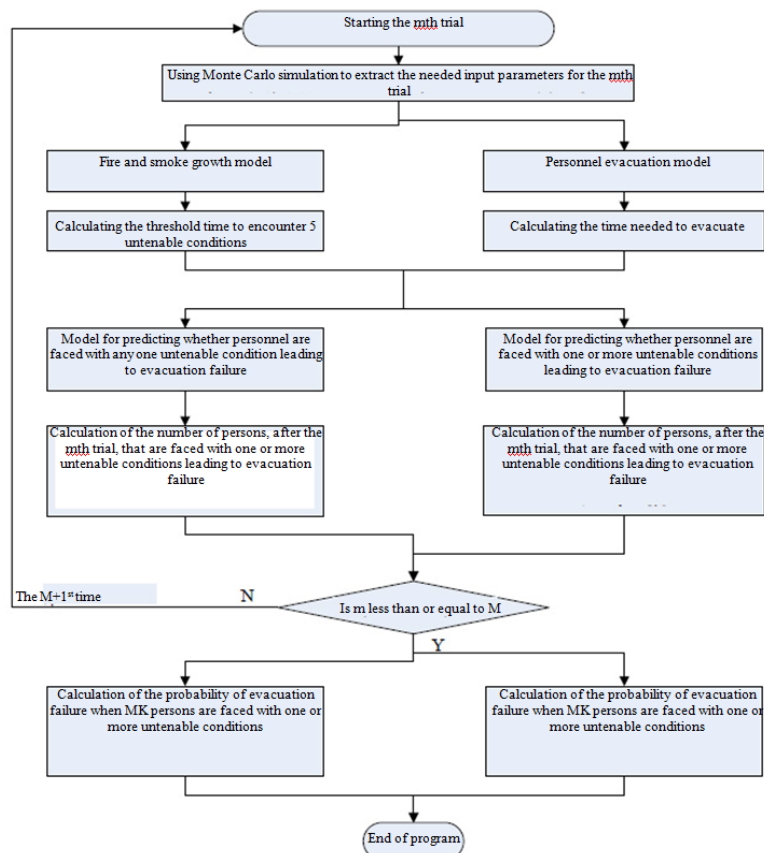 Starting the mth trial
Using Monte Carlo simulation to extract the needed input parameters for the mth
trial
Fire and smoke growth model
Personnel evacuation model
Calculating the threshold time to encounter 5
untenable conditions
Calculating the time needed to evacuate
Model for predicting whether personnel are
faced with any one untenable condition leading
to evacuation failure
Model for predicting whether personnel are
faced with one or more untenable conditions
leading to evacuation failure
Calculation of the number of persons, after the
mth trial, that are faced with one or more
untenable conditions leading to evacuation
failure
Calculation of the number of persons, after the
mth trial, that are faced with one or more
untenable conditions leading to evacuation
failure
The M+1st time
N
Is m less than or equal to M
Y
Calculation of the probability of evacuation
failure when MK persons are faced with one or
more untenable conditions
Calculation of the probability of evacuation
failure when MK persons are faced with one or
more untenable conditions
End of program